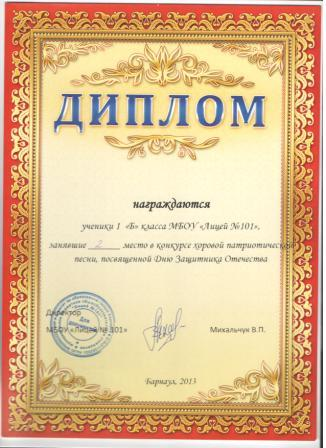 ДИПЛОМ
награждаются
ученики 1 «Б» класса МБОУ «Лицей №101»,
занявшие 2 место в конкурсе хоровой патриотической
песни, посвященной Дню Защитника Отечества
Директор
МБОУ «Лицей № 101» Михальчук В.П.
Барнаул, 2013